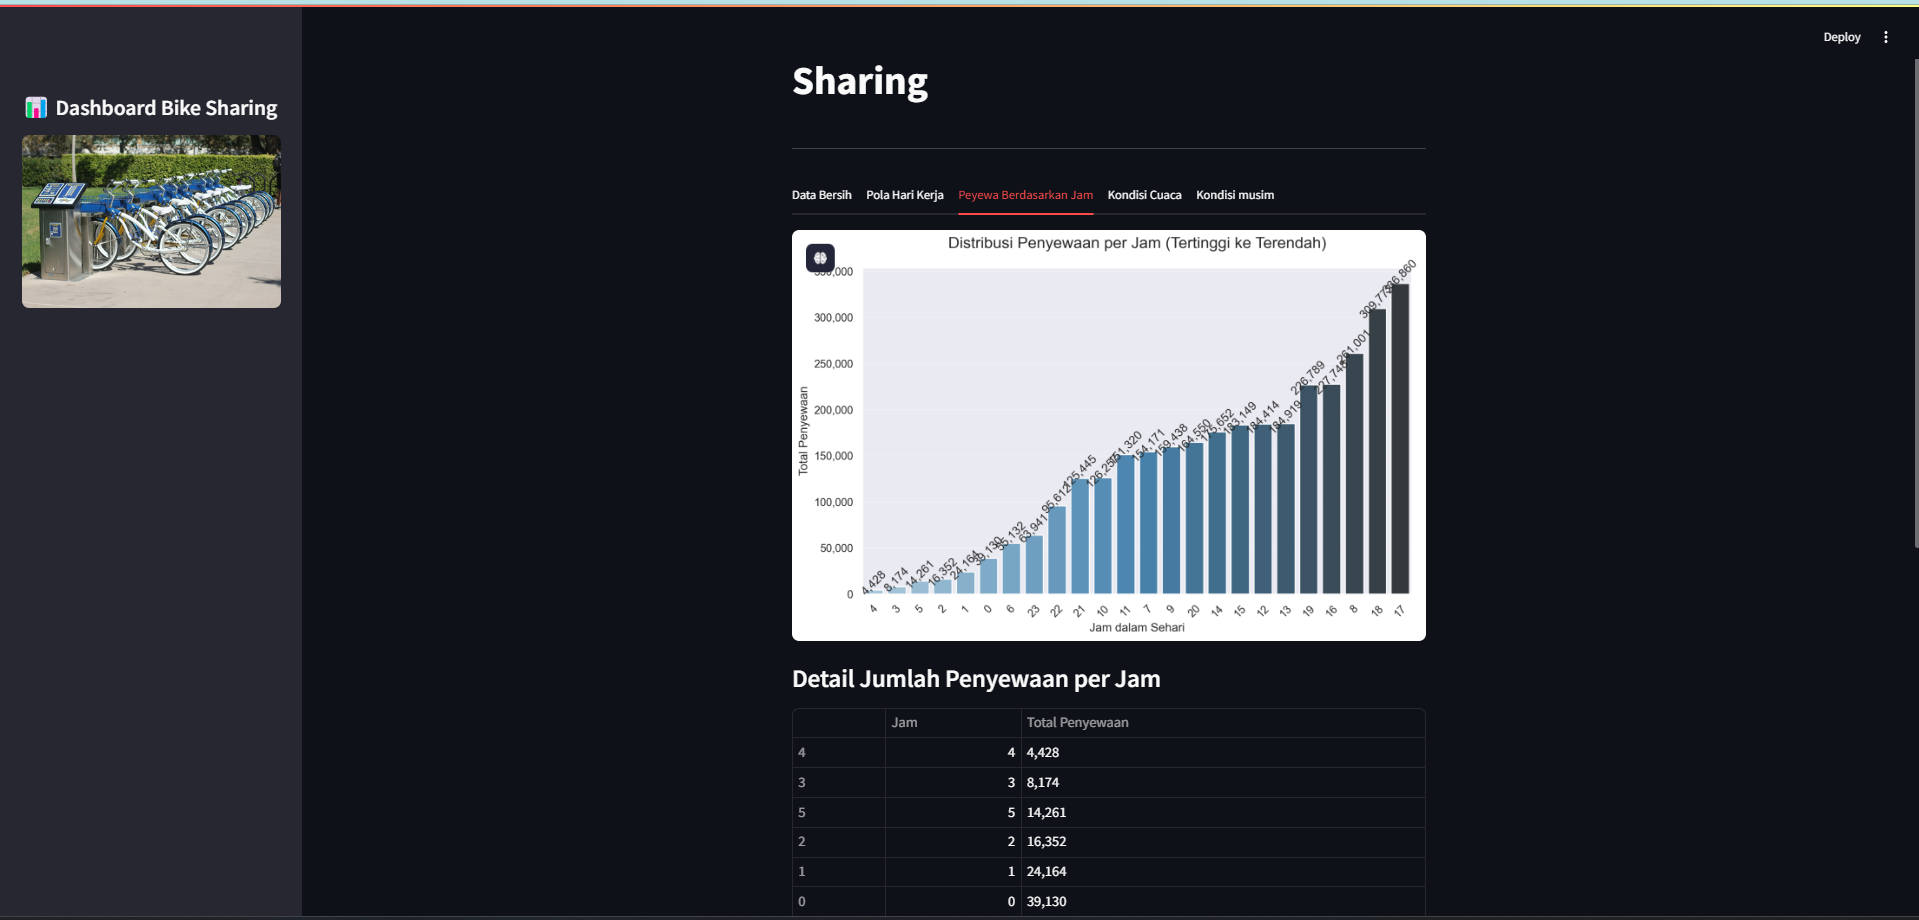 Deploy
📊 Dashboard Bike Sharing
Sharing
Data Bersih Pola Hari Kerja Peyewa Berdasarkan Jam Kondisi Cuaca Kondisi musim
Distribusi Penyewaan per Jam (Tertinggi ke Terendah)
Total Penyewaan
300,000
250,000
200,000
150,000
100,000
50,000
0
4,428 8,174 14,261 16,352 24,164 39,130 55,132 63,941 95,612 125,445 126,257 151,320 154,171 159,438 164,550 175,652 183,149 184,414 184,919 226,789 227,748 261,001 309,772 336,860
4 3 5 2 1 0 6 23 22 21 10 11 7 9 20 14 15 12 13 19 16 8 18 17
Jam dalam Sehari
Detail Jumlah Penyewaan per Jam
Jam Total Penyewaan
4 4 4,428
3 3 8,174
5 5 14,261
2 2 16,352
1 1 24,164
0 0 39,130